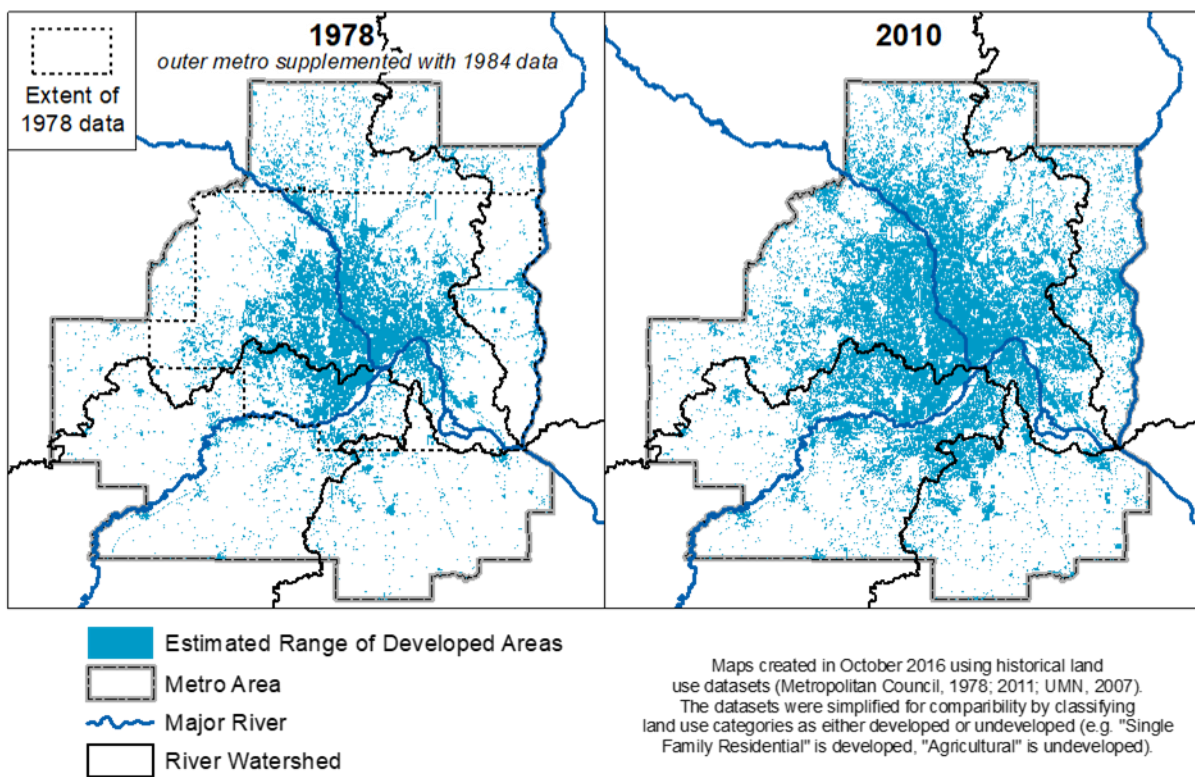 1978
outer metro supplemented with 1984 data
Extent of
1978 data
2010
Estimated Range of Developed Areas
Metro Area
Major River
River Watershed
Maps created in October 2016 using historical land
use datasets (Metropolitan Council, 1978; 2011; UMN, 2007).
The datasets were simplified for comparibility by classifying
land use categories as either developed or undeveloped (e.g. "Single
Family Residential" is developed, "Agricultural" is undeveloped).